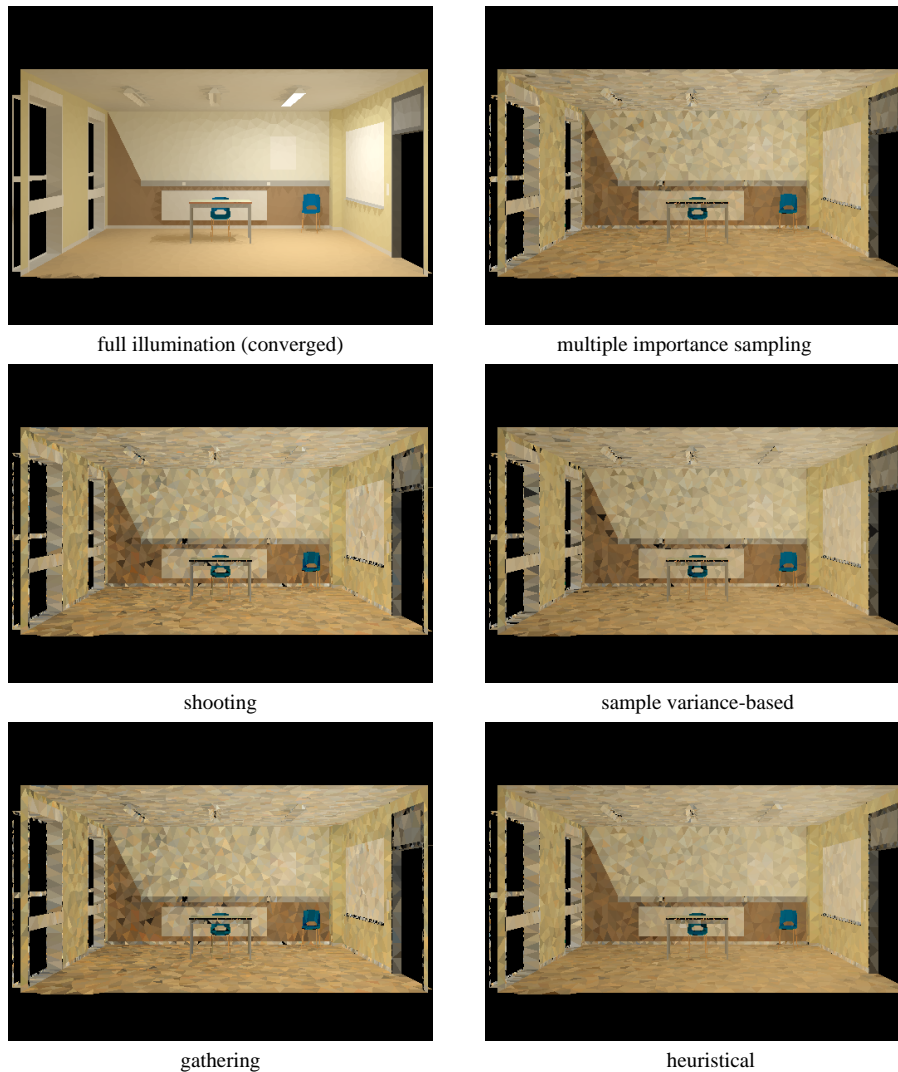 full illumination (converged)
multiple importance sampling
shooting
sample variance-based
gathering
heuristical